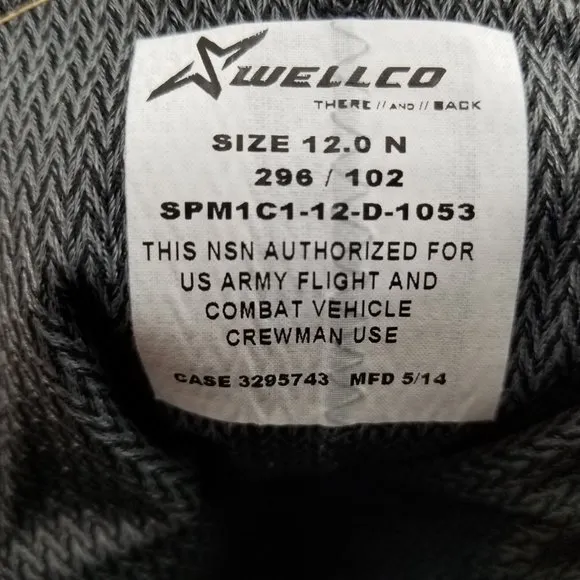 WELLCO
THERE // AND // BACK
SIZE 12.0 N
296 / 102
SPM1C1-12-D-1053
THIS NSN AUTHORIZED FOR
US ARMY FLIGHT AND
COMBAT VEHICLE
CREWMAN USE
CASE 3295743 MFD 5/14